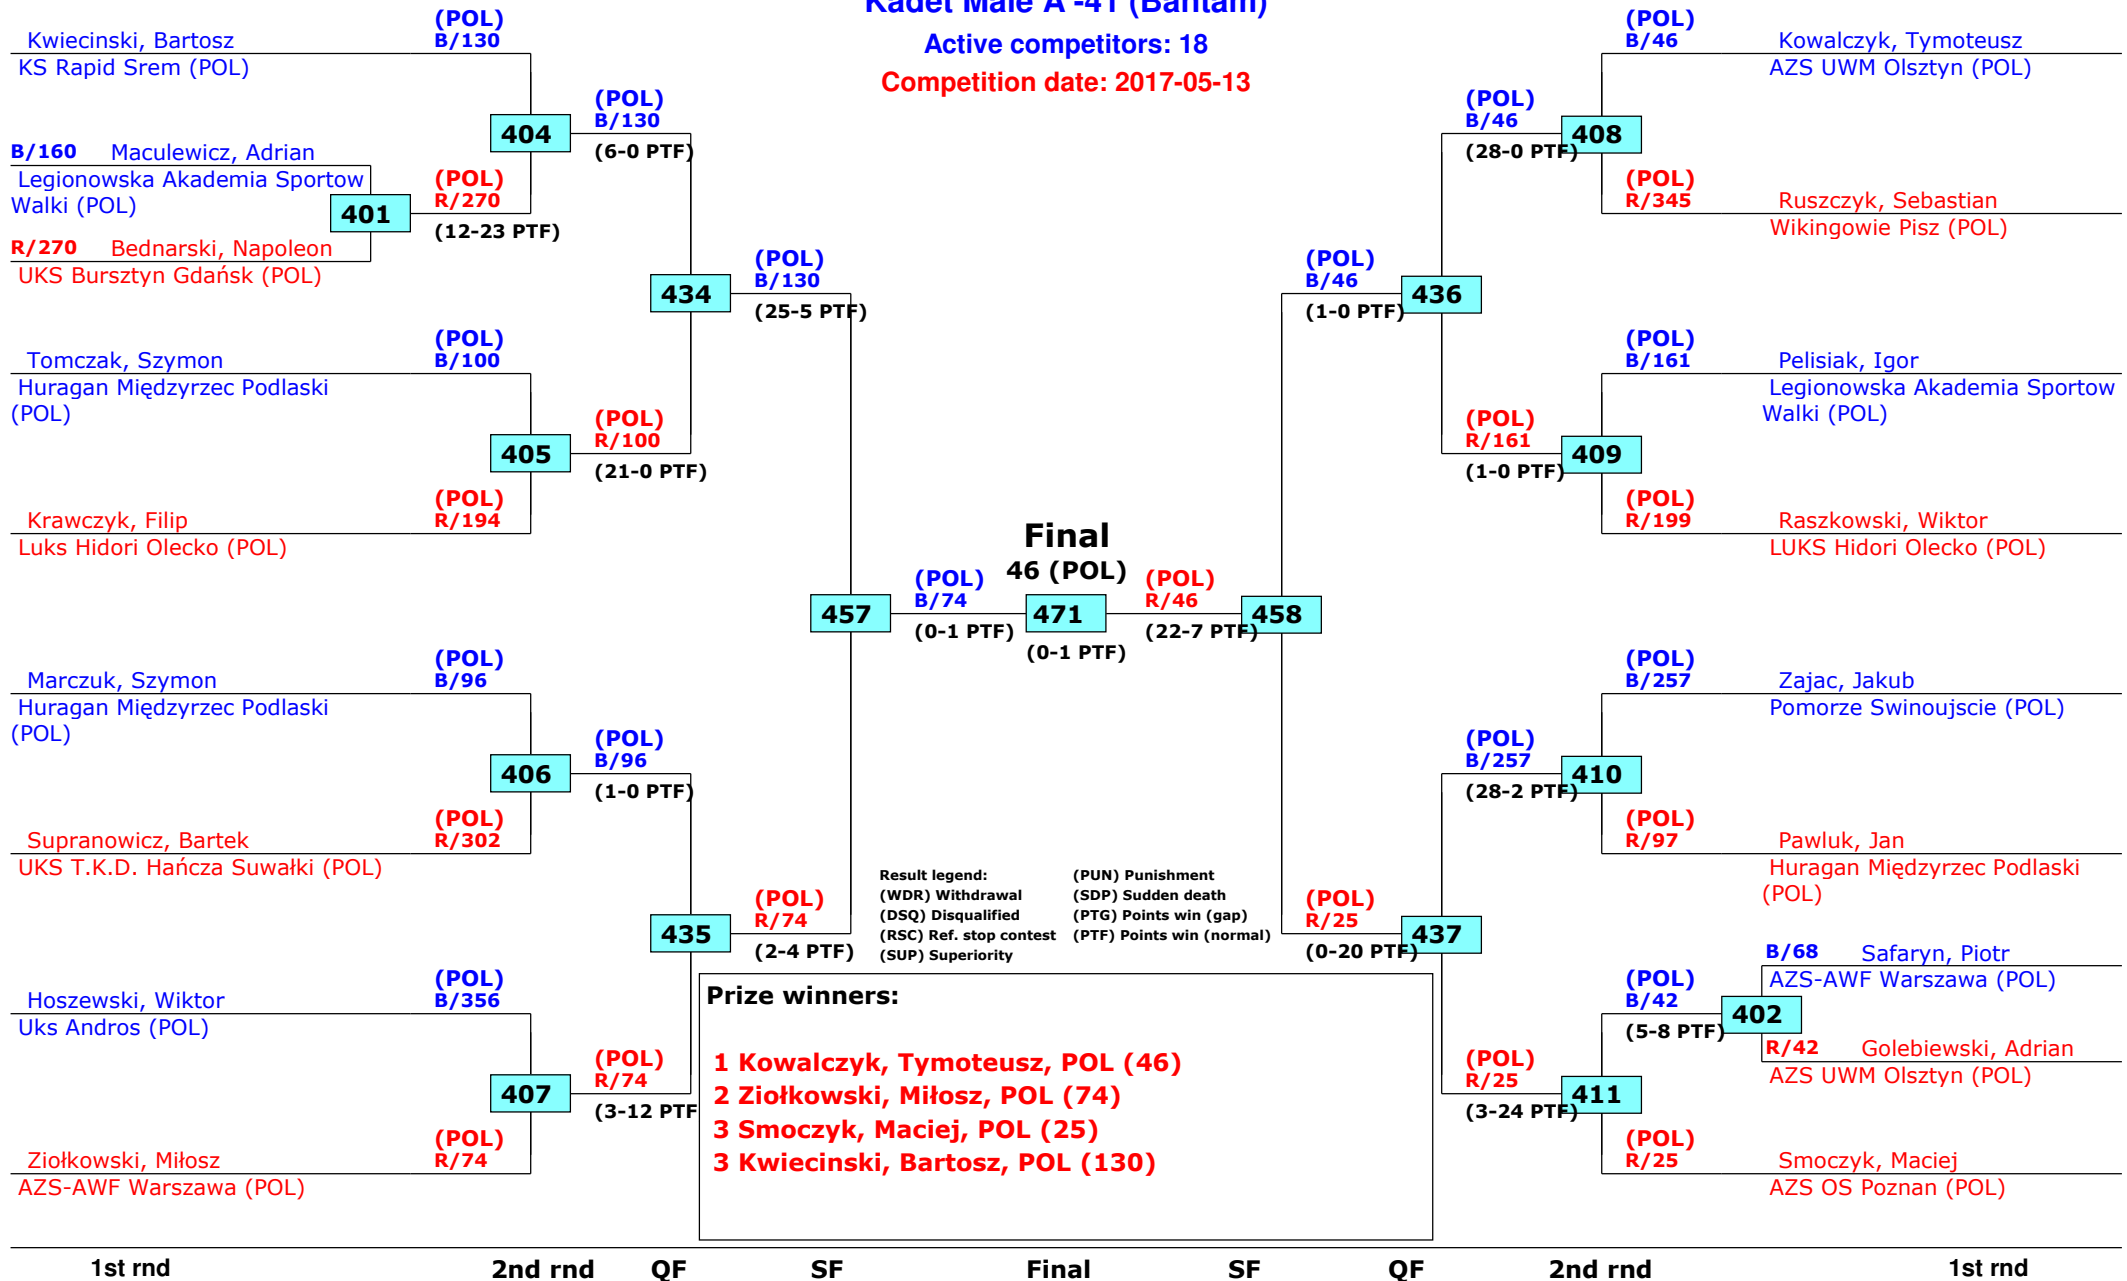 Kadet Male A -41 (Bantam)
Active competitors: 18
Competition date: 2017-05-13
Kwiecinski, Bartosz
KS Rapid Srem (POL)
(POL)
B/130
B/160 Maculewicz, Adrian
Legionowska Akademia Sportow
Walki (POL)
401
R/270 Bednarski, Napoleon
UKS Bursztyn Gdańsk (POL)
(POL)
R/270
(12-23 PTF)
404
(POL)
B/130
(6-0 PTF)
Tomczak, Szymon
Huragan Międzyrzec Podlaski
(POL)
(POL)
B/100
405
Krawczyk, Filip
Luks Hidori Olecko (POL)
(POL)
R/194
(POL)
R/100
(21-0 PTF)
434
(POL)
B/130
(25-5 PTF)
Marczuk, Szymon
Huragan Międzyrzec Podlaski
(POL)
(POL)
B/96
406
Supranowicz, Bartek
UKS T.K.D. Hańcza Suwałki (POL)
(POL)
R/302
(POL)
B/96
(1-0 PTF)
Hoszewski, Wiktor
Uks Andros (POL)
(POL)
B/356
407
Ziołkowski, Miłosz
AZS-AWF Warszawa (POL)
(POL)
R/74
(POL)
R/74
(3-12 PTF
435
(POL)
R/74
(2-4 PTF)
457
(POL)
B/74
(0-1 PTF)
Final
46 (POL)
471
(0-1 PTF)
(POL)
R/46
(22-7 PTF)
458
(POL)
B/46
(1-0 PTF)
436
(POL)
B/46
(28-0 PTF)
408
(POL)
B/46
Kowalczyk, Tymoteusz
AZS UWM Olsztyn (POL)
(POL)
R/345
Ruszczyk, Sebastian
Wikingowie Pisz (POL)
(POL)
R/161
(1-0 PTF)
409
(POL)
B/161
Pelisiak, Igor
Legionowska Akademia Sportow
Walki (POL)
(POL)
R/199
Raszkowski, Wiktor
LUKS Hidori Olecko (POL)
(POL)
R/25
(0-20 PTF)
437
(POL)
B/257
(28-2 PTF)
410
(POL)
B/257
Zajac, Jakub
Pomorze Swinoujscie (POL)
(POL)
R/97
Pawluk, Jan
Huragan Międzyrzec Podlaski
(POL)
(POL)
R/25
(3-24 PTF)
411
(POL)
B/42
(5-8 PTF)
402
B/68 Safaryn, Piotr
AZS-AWF Warszawa (POL)
R/42 Golebiewski, Adrian
AZS UWM Olsztyn (POL)
(POL)
R/25
Smoczyk, Maciej
AZS OS Poznan (POL)
Result legend:
(WDR) Withdrawal
(DSQ) Disqualified
(RSC) Ref. stop contest
(SUP) Superiority
(PUN) Punishment
(SDP) Sudden death
(PTG) Points win (gap)
(PTF) Points win (normal)
Prize winners:
1 Kowalczyk, Tymoteusz, POL (46)
2 Ziołkowski, Miłosz, POL (74)
3 Smoczyk, Maciej, POL (25)
3 Kwiecinski, Bartosz, POL (130)
1st rnd 2nd rnd QF SF Final SF QF 2nd rnd 1st rnd